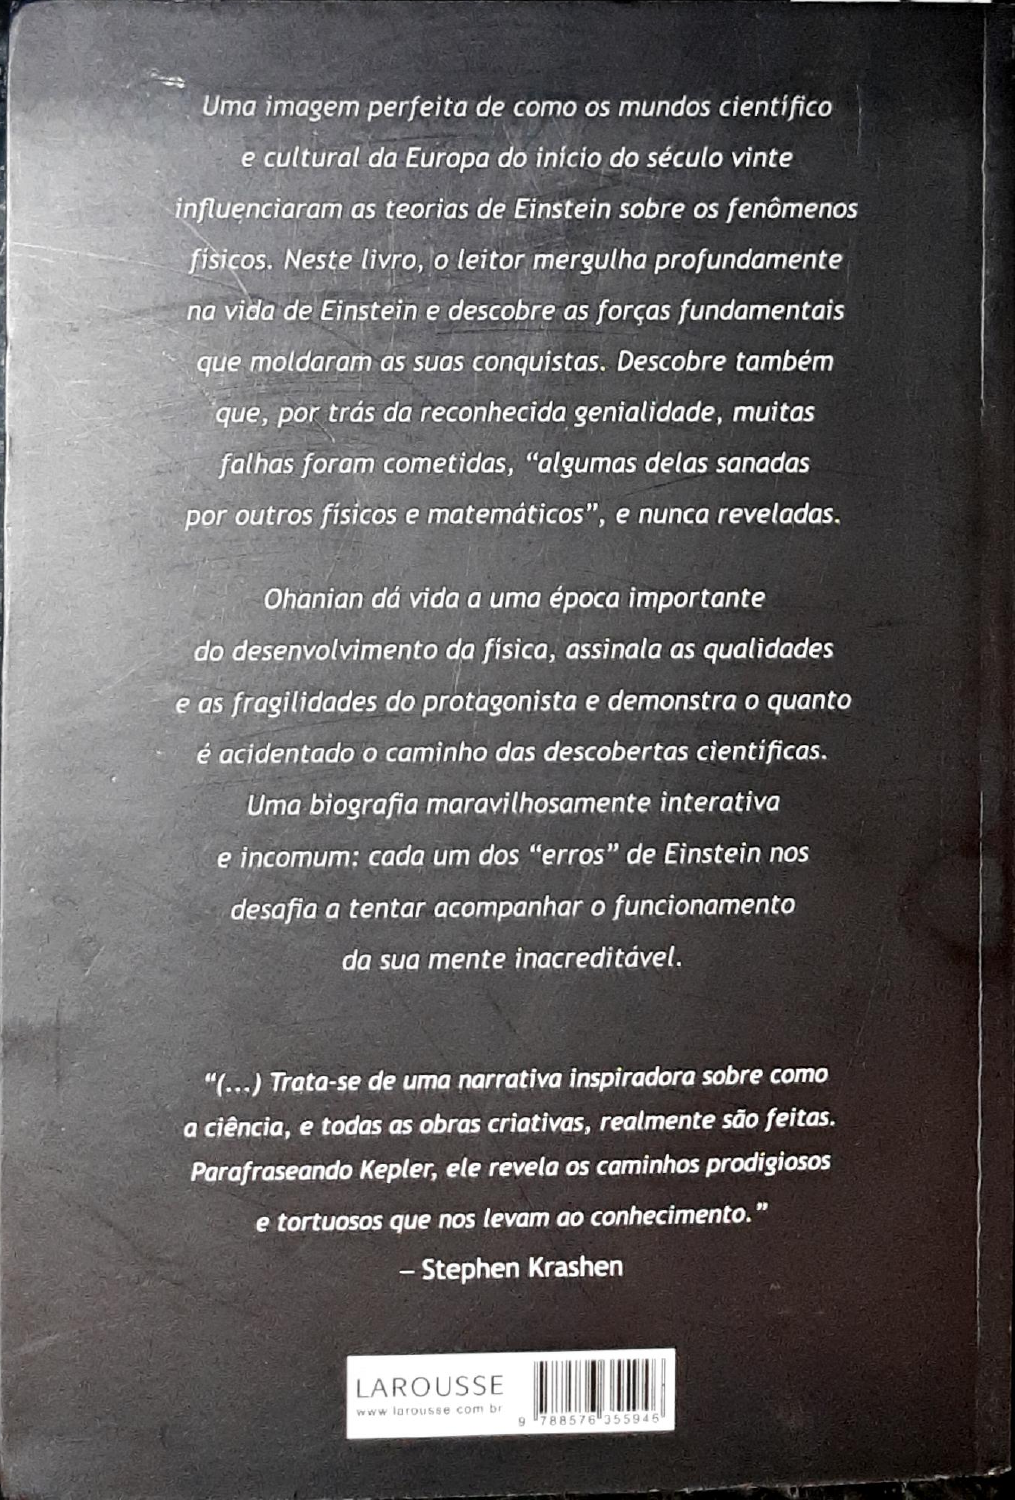 Uma imagem perfeita de como os mundos científico
e cultural da Europa do início do século vinte
influenciaram as teorias de Einstein sobre os fenômenos
físicos. Neste livro, o leitor mergulha profundamente
na vida de Einstein e descobre as forças fundamentais
que moldaram as suas conquistas. Descobre também
que, por trás da reconhecida genialidade, muitas
falhas foram cometidas, “algumas delas sanadas
por outros físicos e matemáticos”, e nunca reveladas.
Ohanian dá vida a uma época importante
do desenvolvimento da física, assinala as qualidades
e as fragilidades do protagonista e demonstra o quanto
é acidentado o caminho das descobertas científicas.
Uma biografia maravilhosamente interativa
e incomum: cada um dos “erros” de Einstein nos
desafia a tentar acompanhar o funcionamento
da sua mente inacreditável.
“(...) Trata-se de uma narrativa inspiradora sobre como
a ciência, e todas as obras criativas, realmente são feitas.
Parafraseando Kepler, ele revela os caminhos prodigiosos
e tortuosos que nos levam ao conhecimento.”
– Stephen Krashen
LAROUSSE
www larousse com br
9 788576 355946